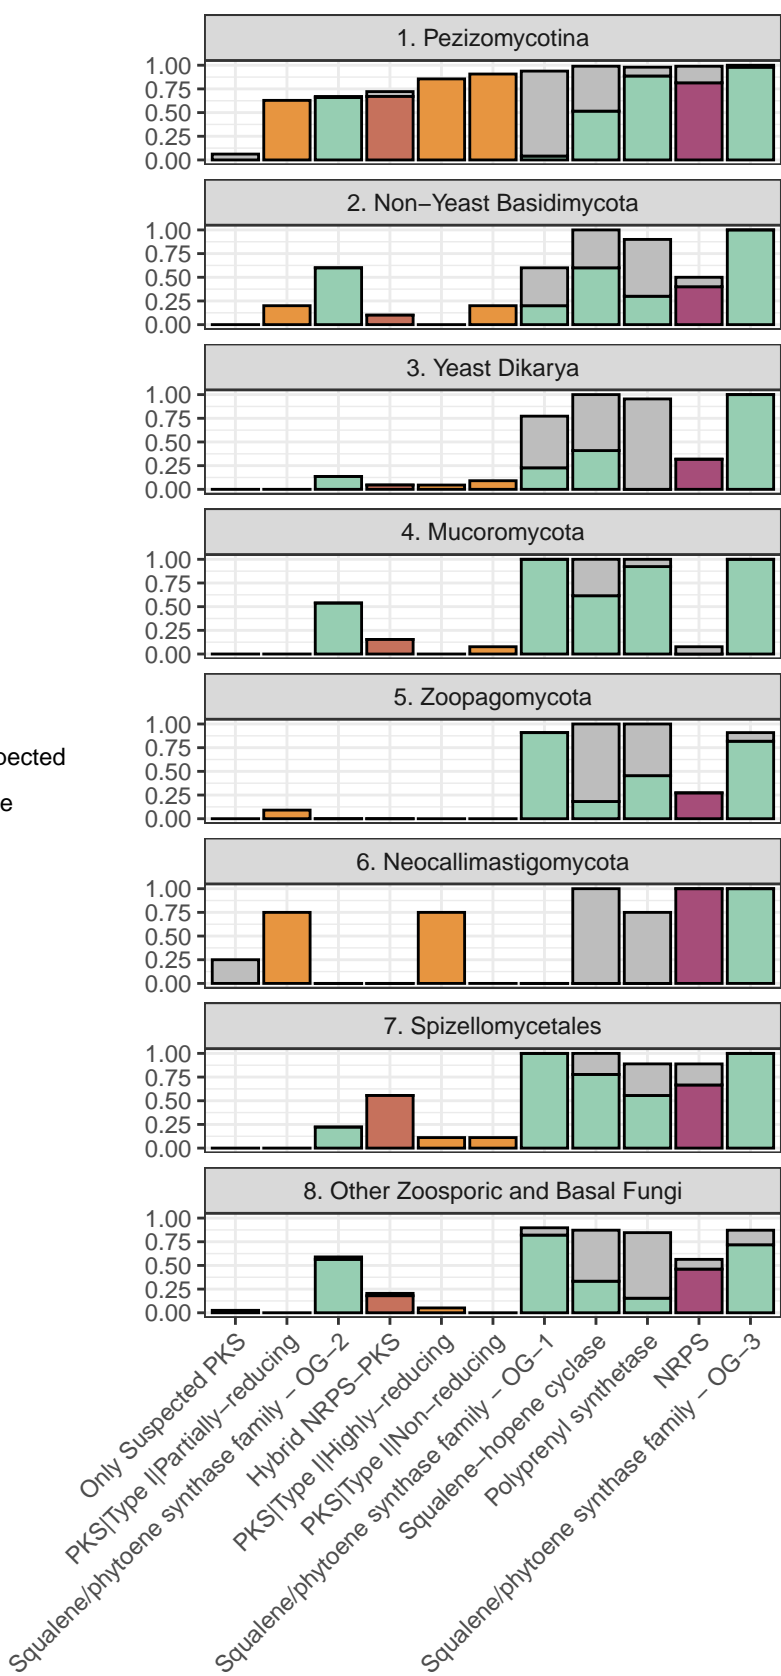 1. Pezizomycotina
1.00
0.75
0.50
0.25
0.00
2. Non−Yeast Basidimycota
1.00
0.75
0.50
0.25
0.00
3. Yeast Dikarya
1.00
0.75
0.50
0.25
0.00
4. Mucoromycota
1.00
0.75
0.50
0.25
0.00
5. Zoopagomycota
1.00
0.75
0.50
0.25
0.00
pected
e
6. Neocallimastigomycota
1.00
0.75
0.50
0.25
0.00
7. Spizellomycetales
1.00
0.75
0.50
0.25
0.00
8. Other Zoosporic and Basal Fungi
1.00
0.75
0.50
0.25
0.00
Only Suspected PKS
PKS|Type I|Partially−reducing
Squalene/phytoene synthase family − OG−2
Hybrid NRPS−PKS
PKS|Type I|Highly−reducing
PKS|Type I|Non−reducing
Squalene/phytoene synthase family − OG−1
Squalene−hopene cyclase
Polyprenyl synthetase
NRPS
Squalene/phytoene synthase family − OG−3